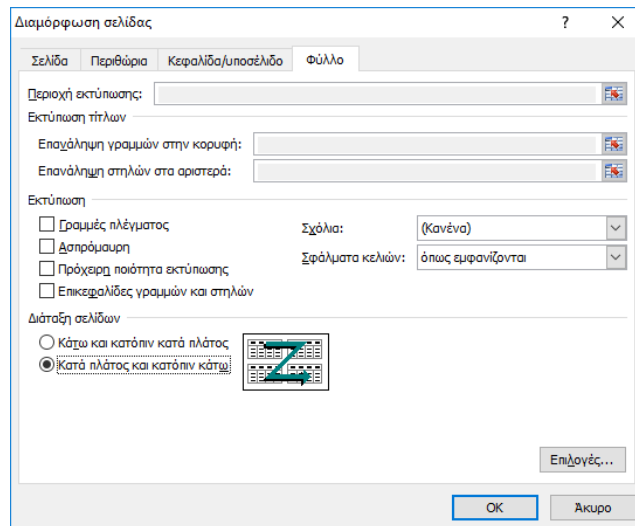 Διαμόρφωση σελίδας ? ✕
Σελίδα Περιθώρια Κεφαλίδα/υποσέλιδο Φύλλο
Περιοχή εκτύπωσης:
Εκτύπωση τίτλων
Επανάληψη γραμμών στην κορυφή:
Επανάληψη στηλών στα αριστερά:
Εκτύπωση
Γραμμές πλέγματος Σχόλια: (Κανένα)
Ασπρόμαυρη
Σφάλματα κελιών: όπως εμφανίζονται
Πρόχειρη ποιότητα εκτύπωσης
Επικεφαλίδες γραμμών και στηλών
Διάταξη σελίδων
Κάτω και κατόπιν κατά πλάτος
Κατά πλάτος και κατόπιν κάτω
Επιλογές...
OK Άκυρο